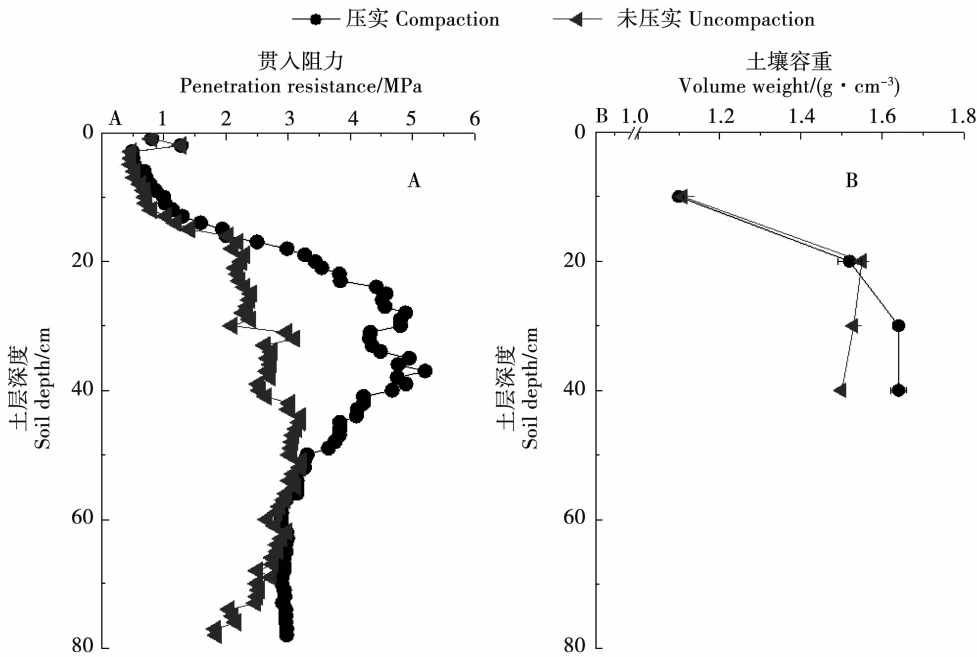 压实 Compaction 未压实 Uncompaction
贯入阻力
Penetration resistance/MPa
土壤容重
Volume weight/(g·cm⁻³)
A 1 2 3 4 5 6
B 1.0 1.2 1.4 1.5 1.6 1.8
0
20
40
60
80
土层深度
Soil depth/cm
A
0
20
40
60
80
土层深度
Soil depth/cm
B